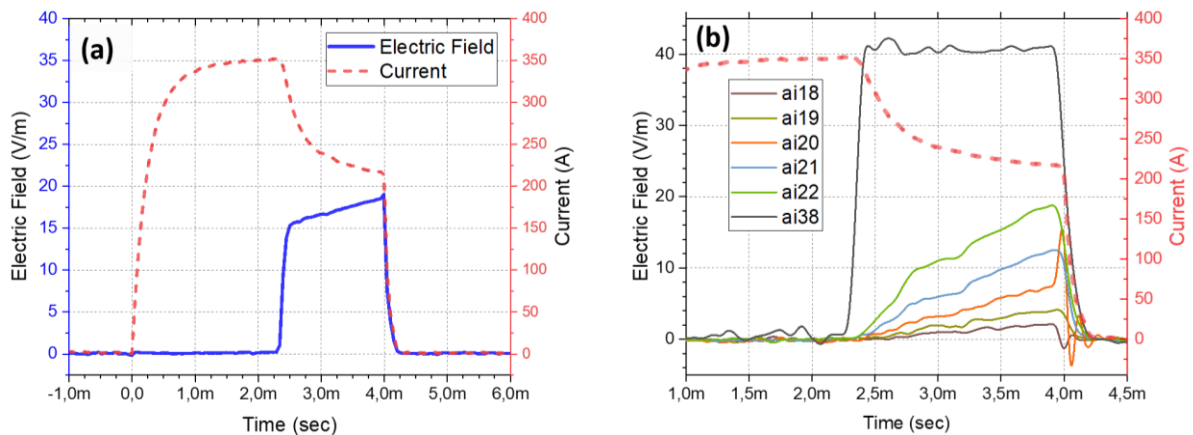 (a)
Electric Field
Current
Electric Field (V/m)
40
35
30
25
20
15
10
5
0
-1,0m 0,0 1,0m 2,0m 3,0m 4,0m 5,0m 6,0m
Time (sec)
400
350
300
250
200
150
100
50
0
Current (A)
(b)
ai18
ai19
ai20
ai21
ai22
ai38
Electric Field (V/m)
40
30
20
10
0
1,0m 1,5m 2,0m 2,5m 3,0m 3,5m 4,0m 4,5m
Time (sec)
400
350
300
250
200
150
100
50
0
Current (A)